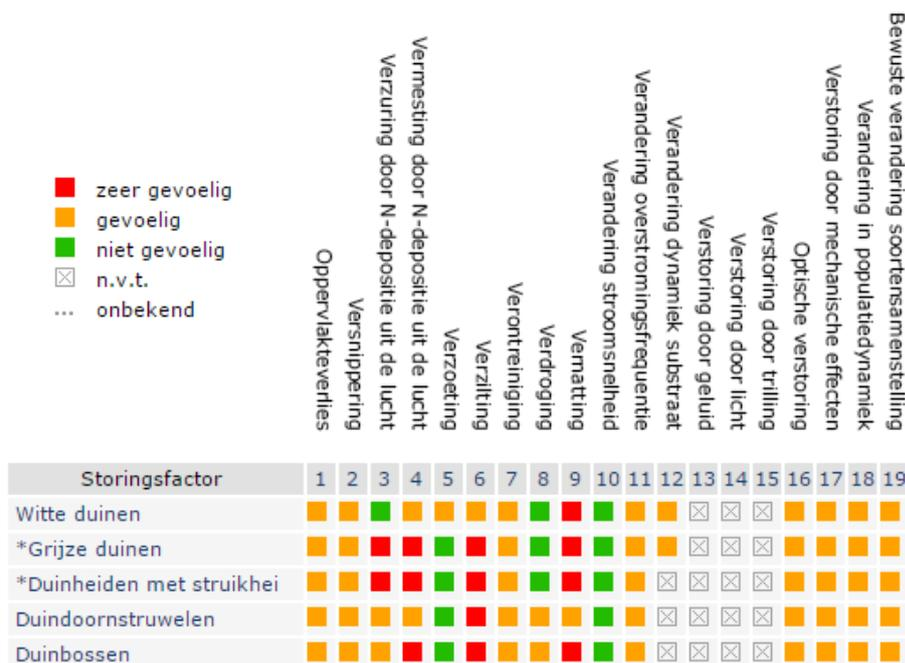 zeer gevoelig
gevoelig
niet gevoelig
n.v.t.
... onbekend
Oppervlakteverlies
Versnippering
Verzuring door N-depositie uit de lucht
Vermesting door N-depositie uit de lucht
Verzoeting
Verzilting
Verontreiniging
Verdroging
Vernatting
Verandering stroomsnelheid
Verandering overstromingsfrequentie
Verandering dynamiek substraat
Verstoring door geluid
Verstoring door licht
Verstoring door trilling
Optische verstoring
Verstoring door mechanische effecten
Verandering in populatiedynamiek
Bewuste verandering soortensamenstelling
Storingsfactor 1 2 3 4 5 6 7 8 9 10 11 12 13 14 15 16 17 18 19
Witte duinen
*Grijze duinen
*Duinheiden met struikhei
Duindoornstruwelen
Duinbossen